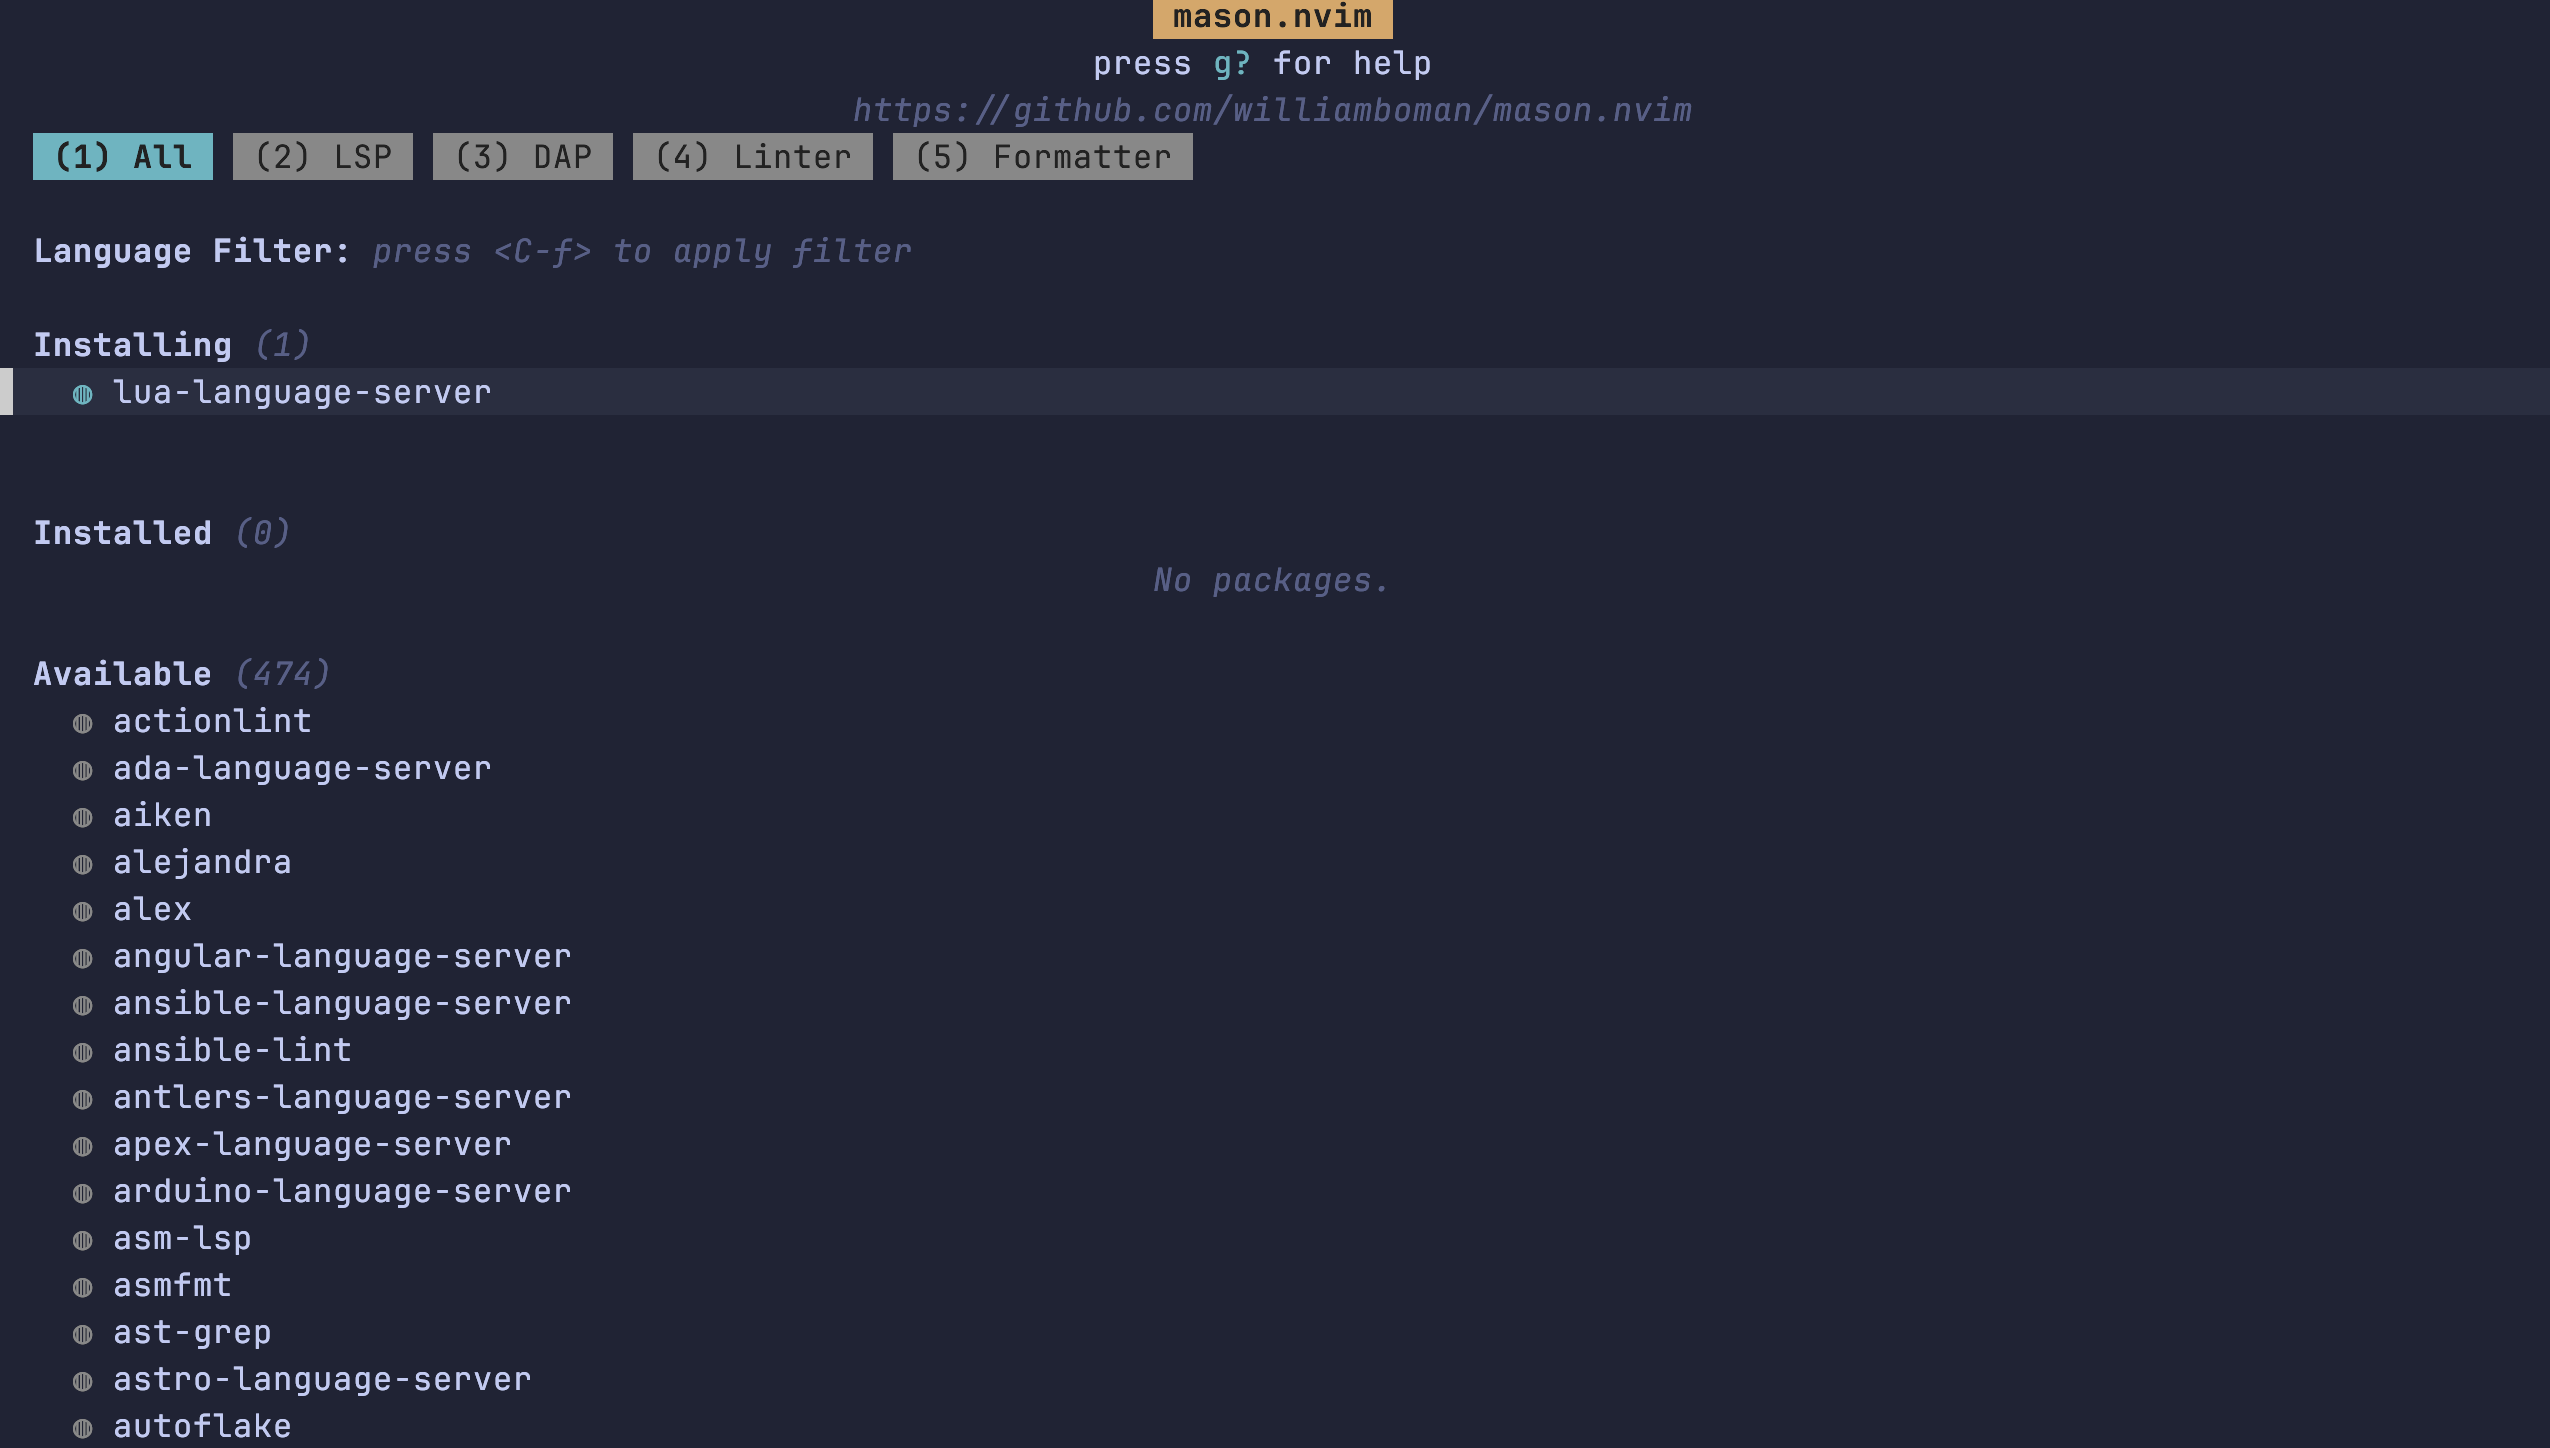 mason.nvim
press g? for help
https://github.com/williamboman/mason.nvim
(1) All (2) LSP (3) DAP (4) Linter (5) Formatter
Language Filter: press <C-f> to apply filter
Installing (1)
◍ lua-language-server
Installed (0)
No packages.
Available (474)
◍ actionlint
◍ ada-language-server
◍ aiken
◍ alejandra
◍ alex
◍ angular-language-server
◍ ansible-language-server
◍ ansible-lint
◍ antlers-language-server
◍ apex-language-server
◍ arduino-language-server
◍ asm-lsp
◍ asmfmt
◍ ast-grep
◍ astro-language-server
◍ autoflake